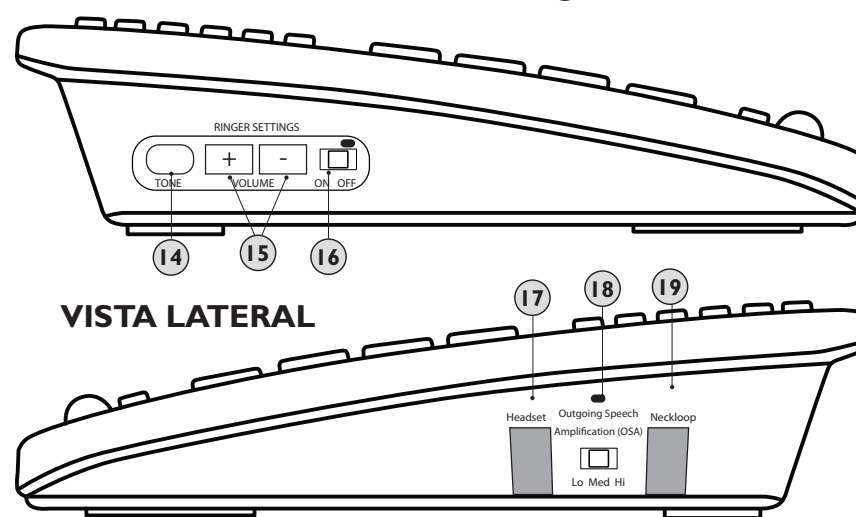 RINGER SETTINGS
+ -
TONE VOLUME ON OFF
14 15 16
VISTA LATERAL
17 18 19
Headset Outgoing Speech Neckloop
Amplification (OSA)
Lo Med Hi